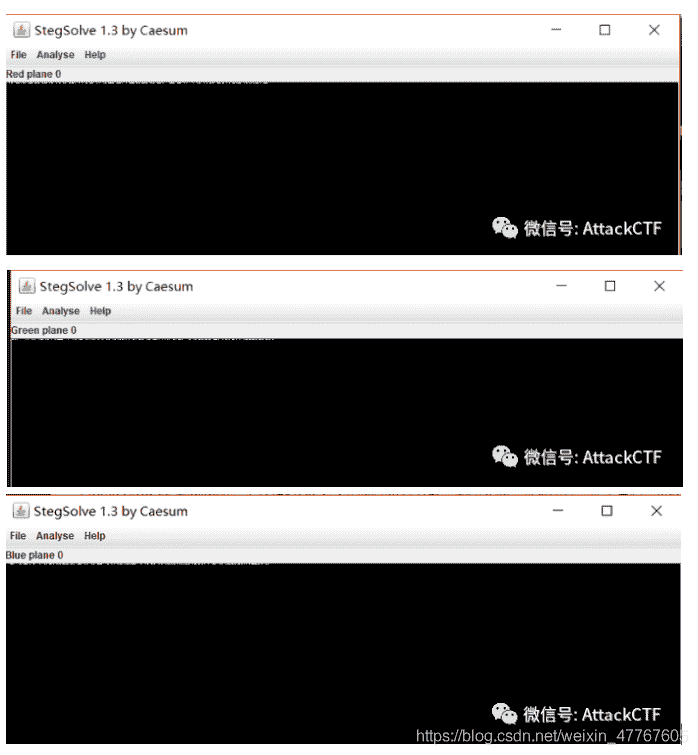 StegSolve 1.3 by Caesum
File Analyse Help
Red plane 0
微信号: AttackCTF
StegSolve 1.3 by Caesum
File Analyse Help
Green plane 0
微信号: AttackCTF
StegSolve 1.3 by Caesum
File Analyse Help
Blue plane 0
微信号: AttackCTF
https://blog.csdn.net/weixin_47767605